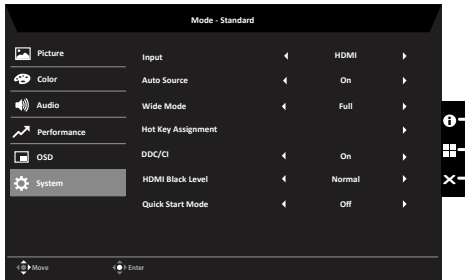 Mode - Standard
Picture
Color
Audio
Performance
OSD
System
Input HDMI
Auto Source On
Wide Mode Full
Hot Key Assignment
DDC/CI On
HDMI Black Level Normal
Quick Start Mode Off
Move Enter